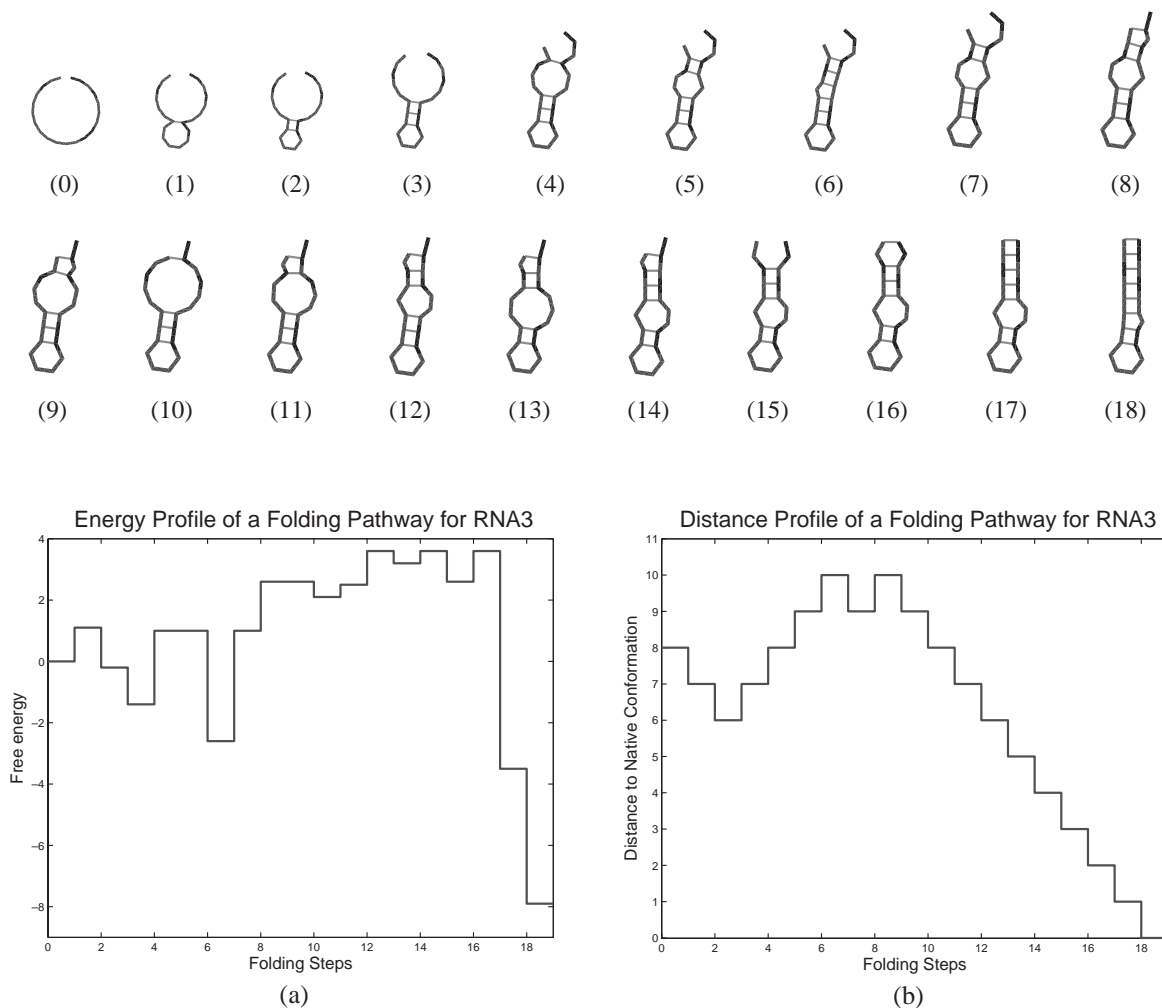 (0) (1) (2) (3) (4) (5) (6) (7) (8)
(9) (10) (11) (12) (13) (14) (15) (16) (17) (18)
Energy Profile of a Folding Pathway for RNA3
4
2
0
−2
−4
−6
−8
Free energy
0 2 4 6 8 10 12 14 16 18
Folding Steps
(a)
Distance Profile of a Folding Pathway for RNA3
11
10
9
8
7
6
5
4
3
2
1
0
Distance to Native Conformation
0 2 4 6 8 10 12 14 16 18
Folding Steps
(b)